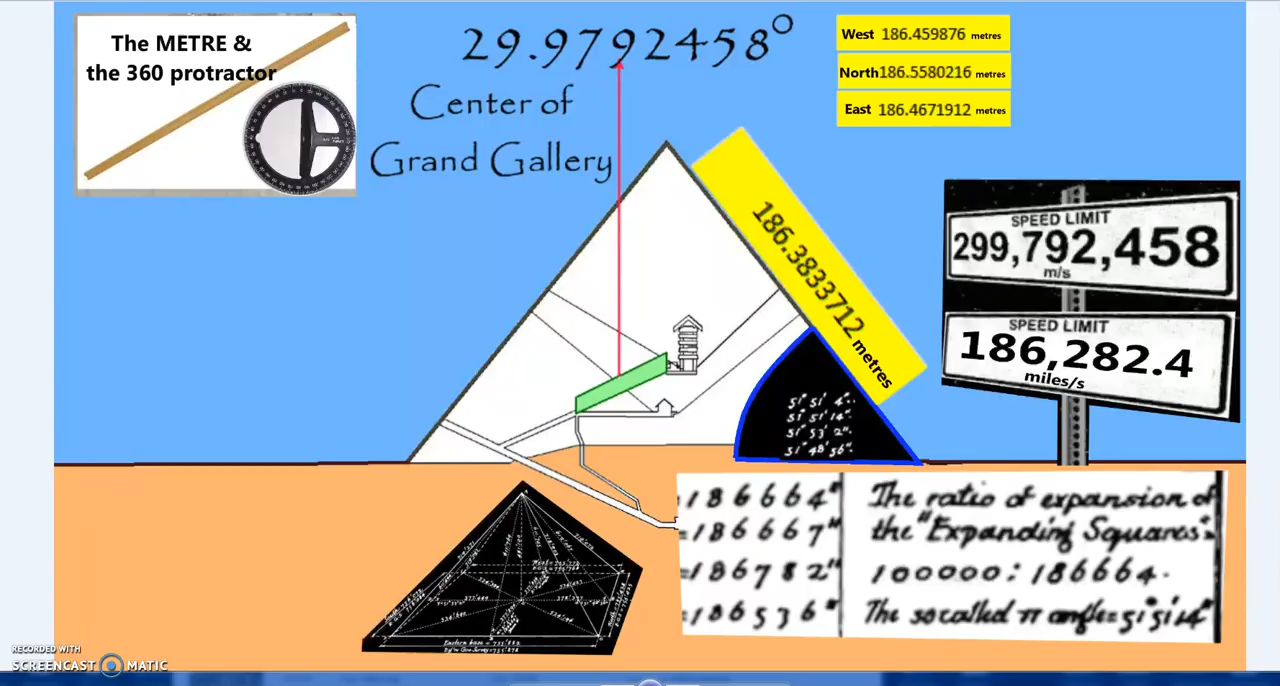 The METRE &
the 360 protractor
29.9792458°
Center of
Grand Gallery
West 186.459876 metres
North 186.5580216 metres
East 186.4671912 metres
186.3833712 metres
SPEED LIMIT
299,792,458
m/s
SPEED LIMIT
186,282.4
miles/s
51° 51' 4".
51° 51' 14".
51° 53' 2".
51° 48' 56".
=186664"
=186667"
=186782"
=186536"
The ratio of expansion of
the "Expanding Squares":
100000:186664.
The so called π angle=51°51'14"
RECORDED WITH
SCREENCAST MATIC